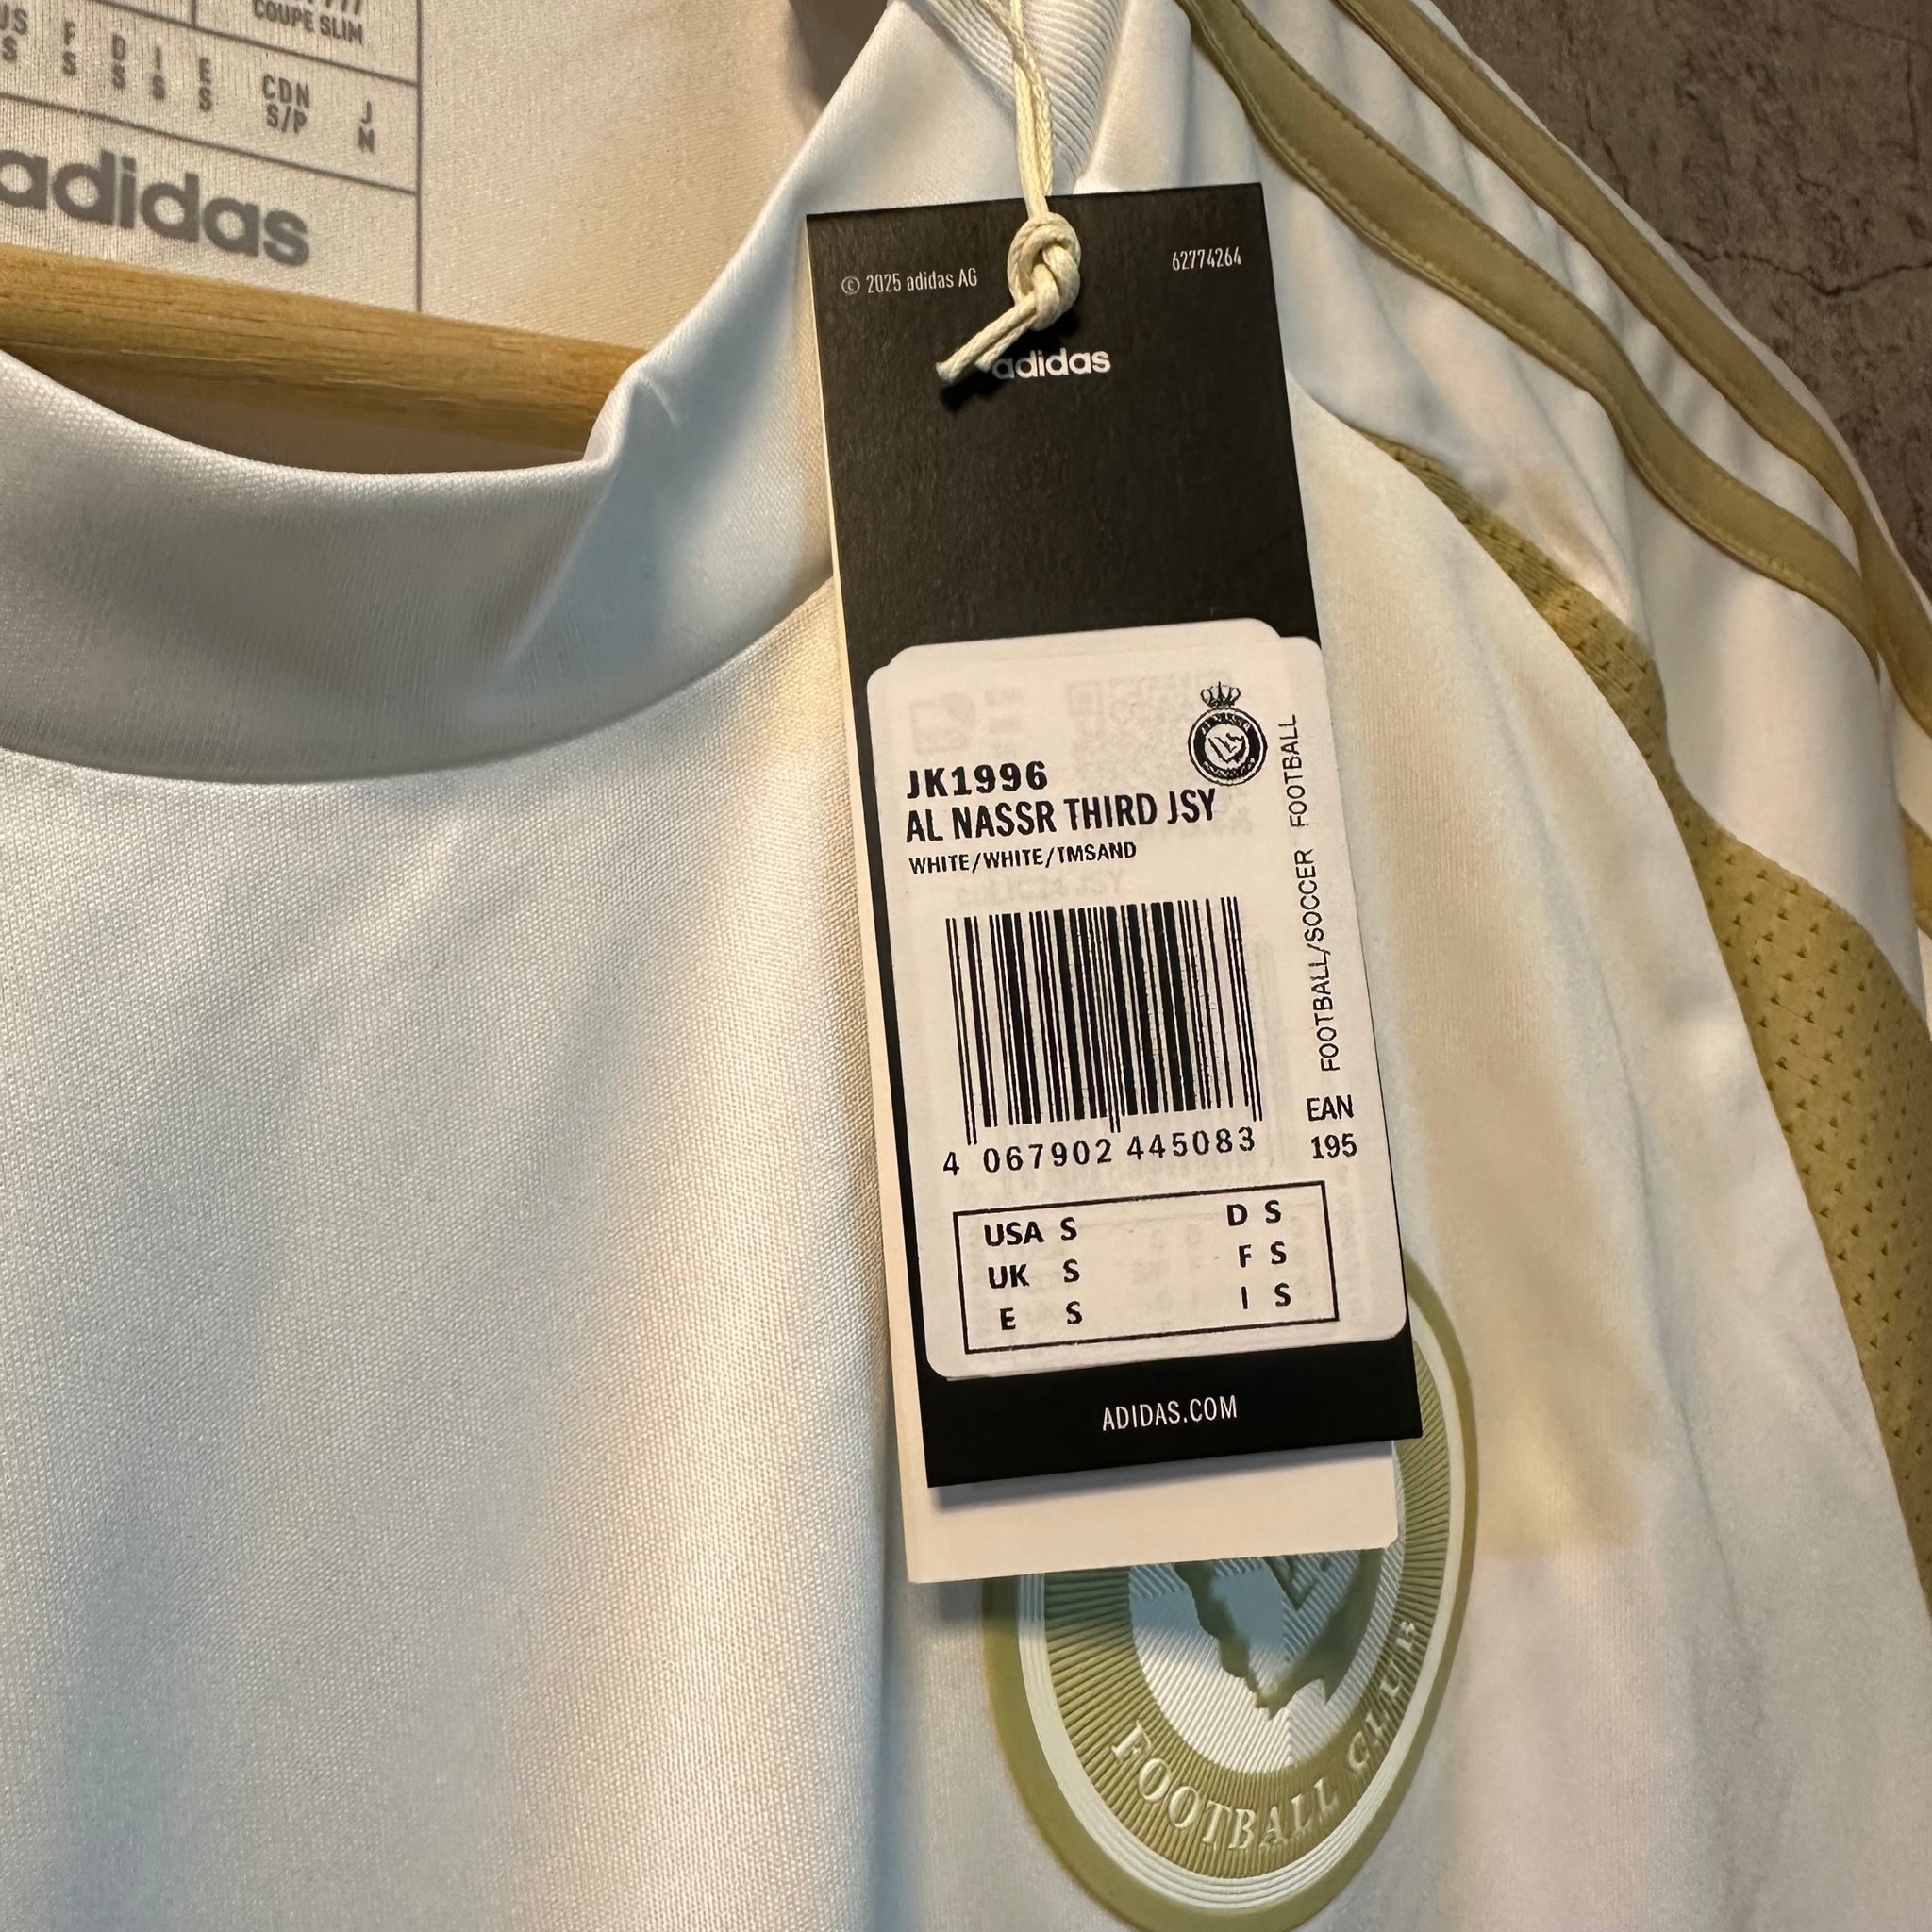 COUPE SLIM
US F D I E CDN J
S S S S S S/P M
adidas
© 2025 adidas AG
62774264
adidas
JK1996
AL NASSR THIRD JSY
WHITE/WHITE/TMSAND
FOOTBALL/SOCCER FOOTBALL
4 067902 445083
EAN
195
USA S D S
UK S F S
E S I S
ADIDAS.COM
FOOTBALL CLUB